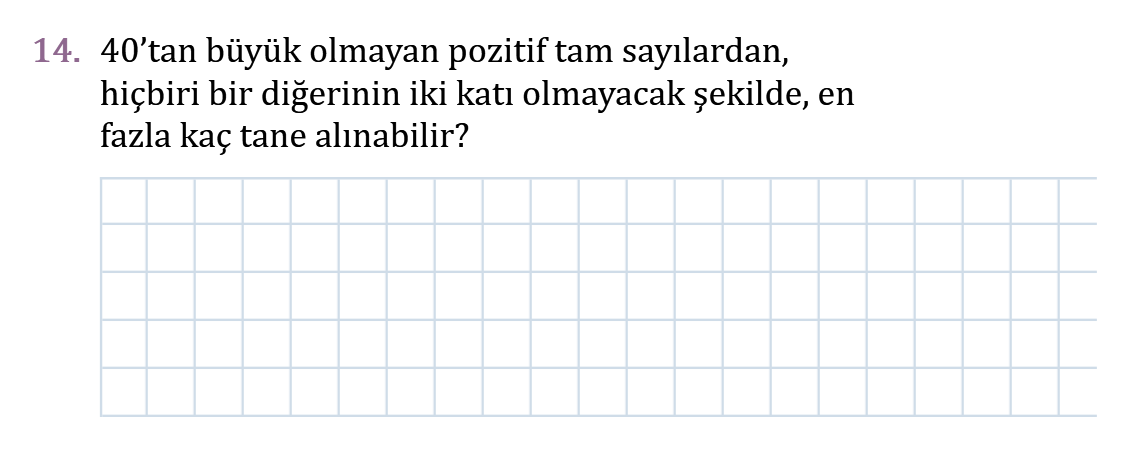 14. 40’tan büyük olmayan pozitif tam sayılardan,
hiçbiri bir diğerinin iki katı olmayacak şekilde, en
fazla kaç tane alınabilir?